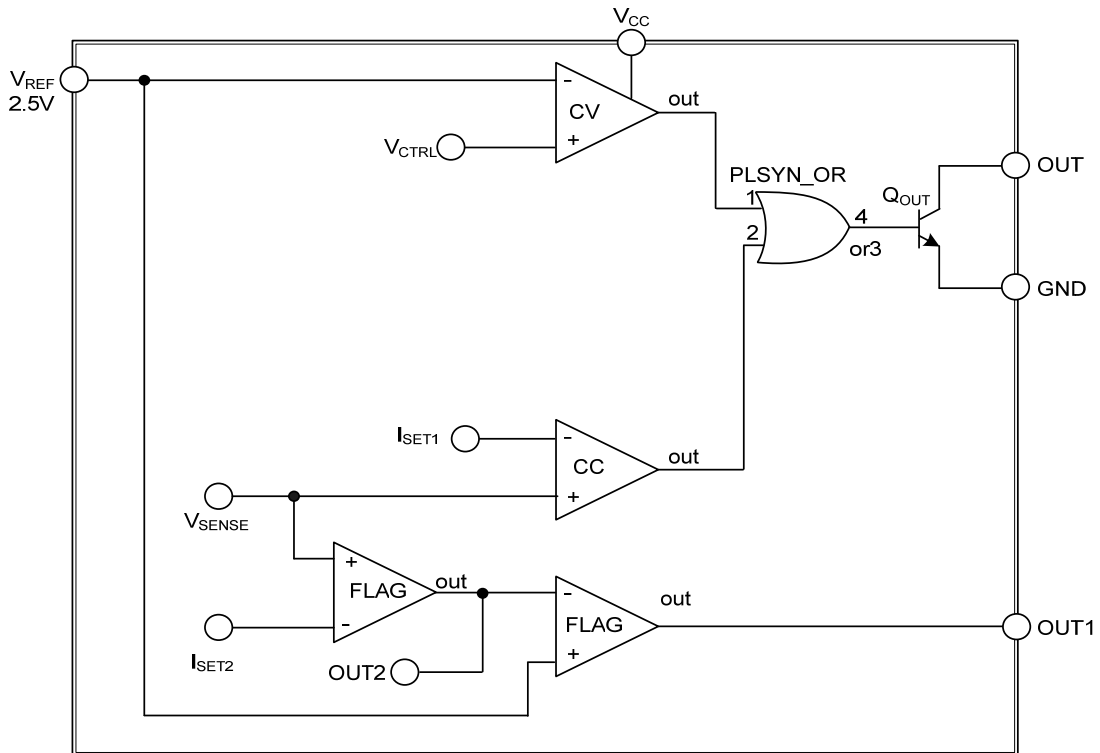 VCC
VREF
2.5V
-
CV
+
out
VCTRL
PLSYN_OR
1
2
4
or3
QOUT
OUT
GND
ISET1
-
CC
+
out
VSENSE
+
FLAG
-
out
ISET2
OUT2
-
FLAG
+
out
OUT1